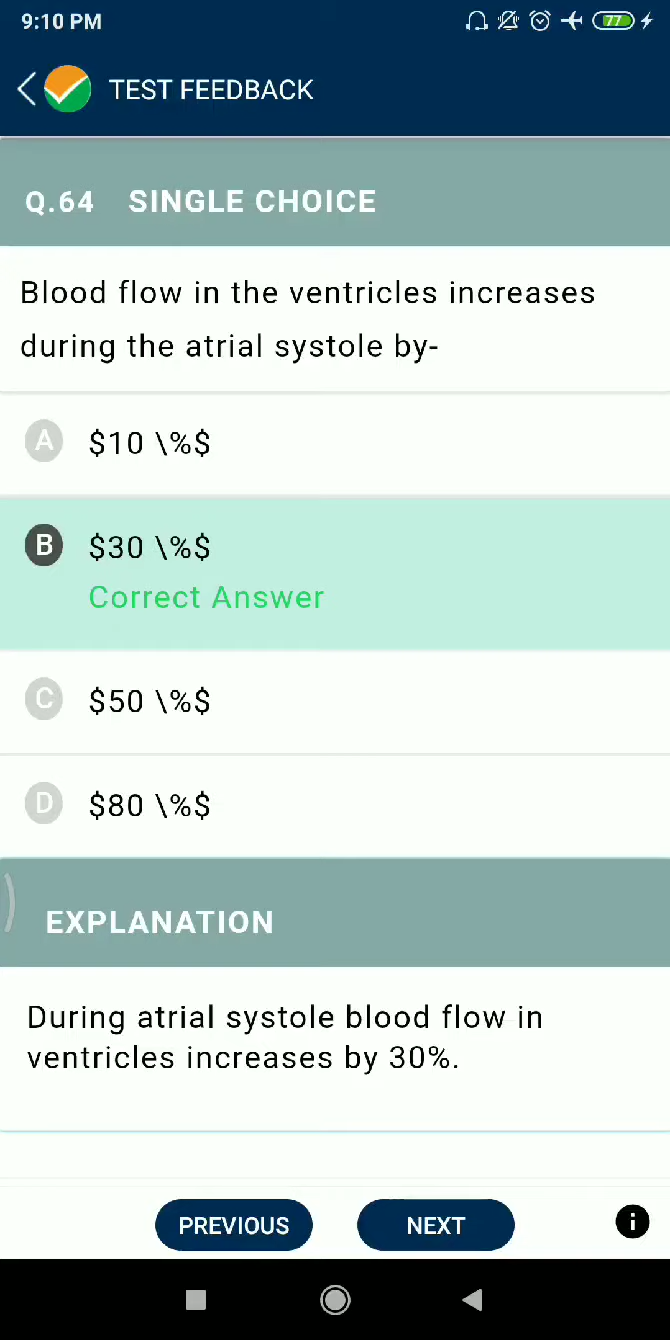 9:10 PM
77
TEST FEEDBACK
Q.64 SINGLE CHOICE
Blood flow in the ventricles increases
during the atrial systole by-
A $10 \%$
B $30 \%$
Correct Answer
C $50 \%$
D $80 \%$
EXPLANATION
During atrial systole blood flow in
ventricles increases by 30%.
PREVIOUS NEXT